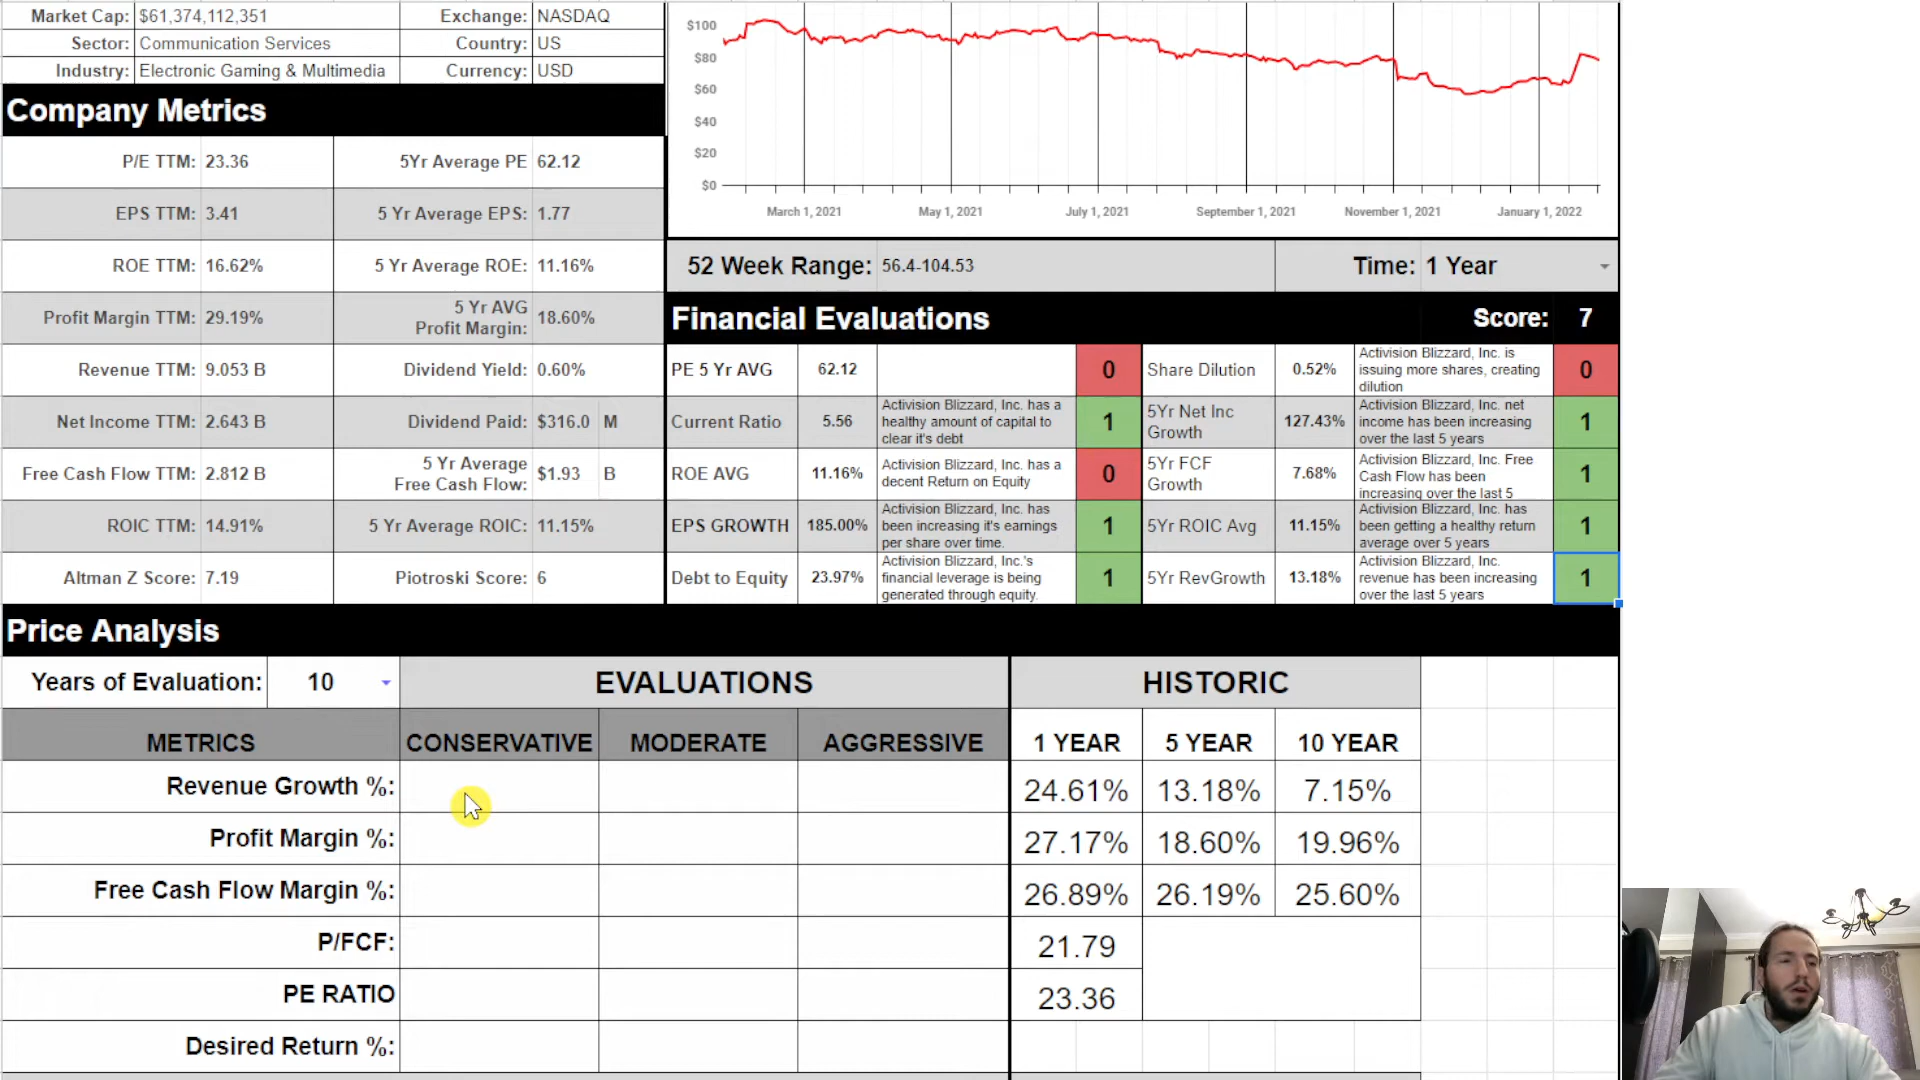 Market Cap: $61,374,112,351 Exchange: NASDAQ
Sector: Communication Services Country: US
Industry: Electronic Gaming & Multimedia Currency: USD
$100
$80
$60
$40
$20
$0
March 1, 2021 May 1, 2021 July 1, 2021 September 1, 2021 November 1, 2021 January 1, 2022
Company Metrics
P/E TTM: 23.36 5Yr Average PE 62.12
EPS TTM: 3.41 5 Yr Average EPS: 1.77
ROE TTM: 16.62% 5 Yr Average ROE: 11.16%
Profit Margin TTM: 29.19% 5 Yr AVG
Profit Margin: 18.60%
Revenue TTM: 9.053 B Dividend Yield: 0.60%
Net Income TTM: 2.643 B Dividend Paid: $316.0 M
Free Cash Flow TTM: 2.812 B 5 Yr Average
Free Cash Flow: $1.93 B
ROIC TTM: 14.91% 5 Yr Average ROIC: 11.15%
Altman Z Score: 7.19 Piotroski Score: 6
52 Week Range: 56.4-104.53 Time: 1 Year
Financial Evaluations Score: 7
PE 5 Yr AVG 62.12 0
Share Dilution 0.52% Activision Blizzard, Inc. is
issuing more shares, creating
dilution 0
Current Ratio 5.56 Activision Blizzard, Inc. has a
healthy amount of capital to
clear it's debt 1
5Yr Net Inc
Growth 127.43% Activision Blizzard, Inc. net
income has been increasing
over the last 5 years 1
ROE AVG 11.16% Activision Blizzard, Inc. has a
decent Return on Equity 0
5Yr FCF
Growth 7.68% Activision Blizzard, Inc. Free
Cash Flow has been
increasing over the last 5 1
EPS GROWTH 185.00% Activision Blizzard, Inc. has
been increasing it's earnings
per share over time. 1
5Yr ROIC Avg 11.15% Activision Blizzard, Inc. has
been getting a healthy return
average over 5 years 1
Debt to Equity 23.97% Activision Blizzard, Inc.'s
financial leverage is being
generated through equity. 1
5Yr RevGrowth 13.18% Activision Blizzard, Inc.
revenue has been increasing
over the last 5 years 1
Price Analysis
Years of Evaluation: 10 EVALUATIONS HISTORIC
METRICS CONSERVATIVE MODERATE AGGRESSIVE 1 YEAR 5 YEAR 10 YEAR
Revenue Growth %: 24.61% 13.18% 7.15%
Profit Margin %: 27.17% 18.60% 19.96%
Free Cash Flow Margin %: 26.89% 26.19% 25.60%
P/FCF: 21.79
PE RATIO 23.36
Desired Return %: